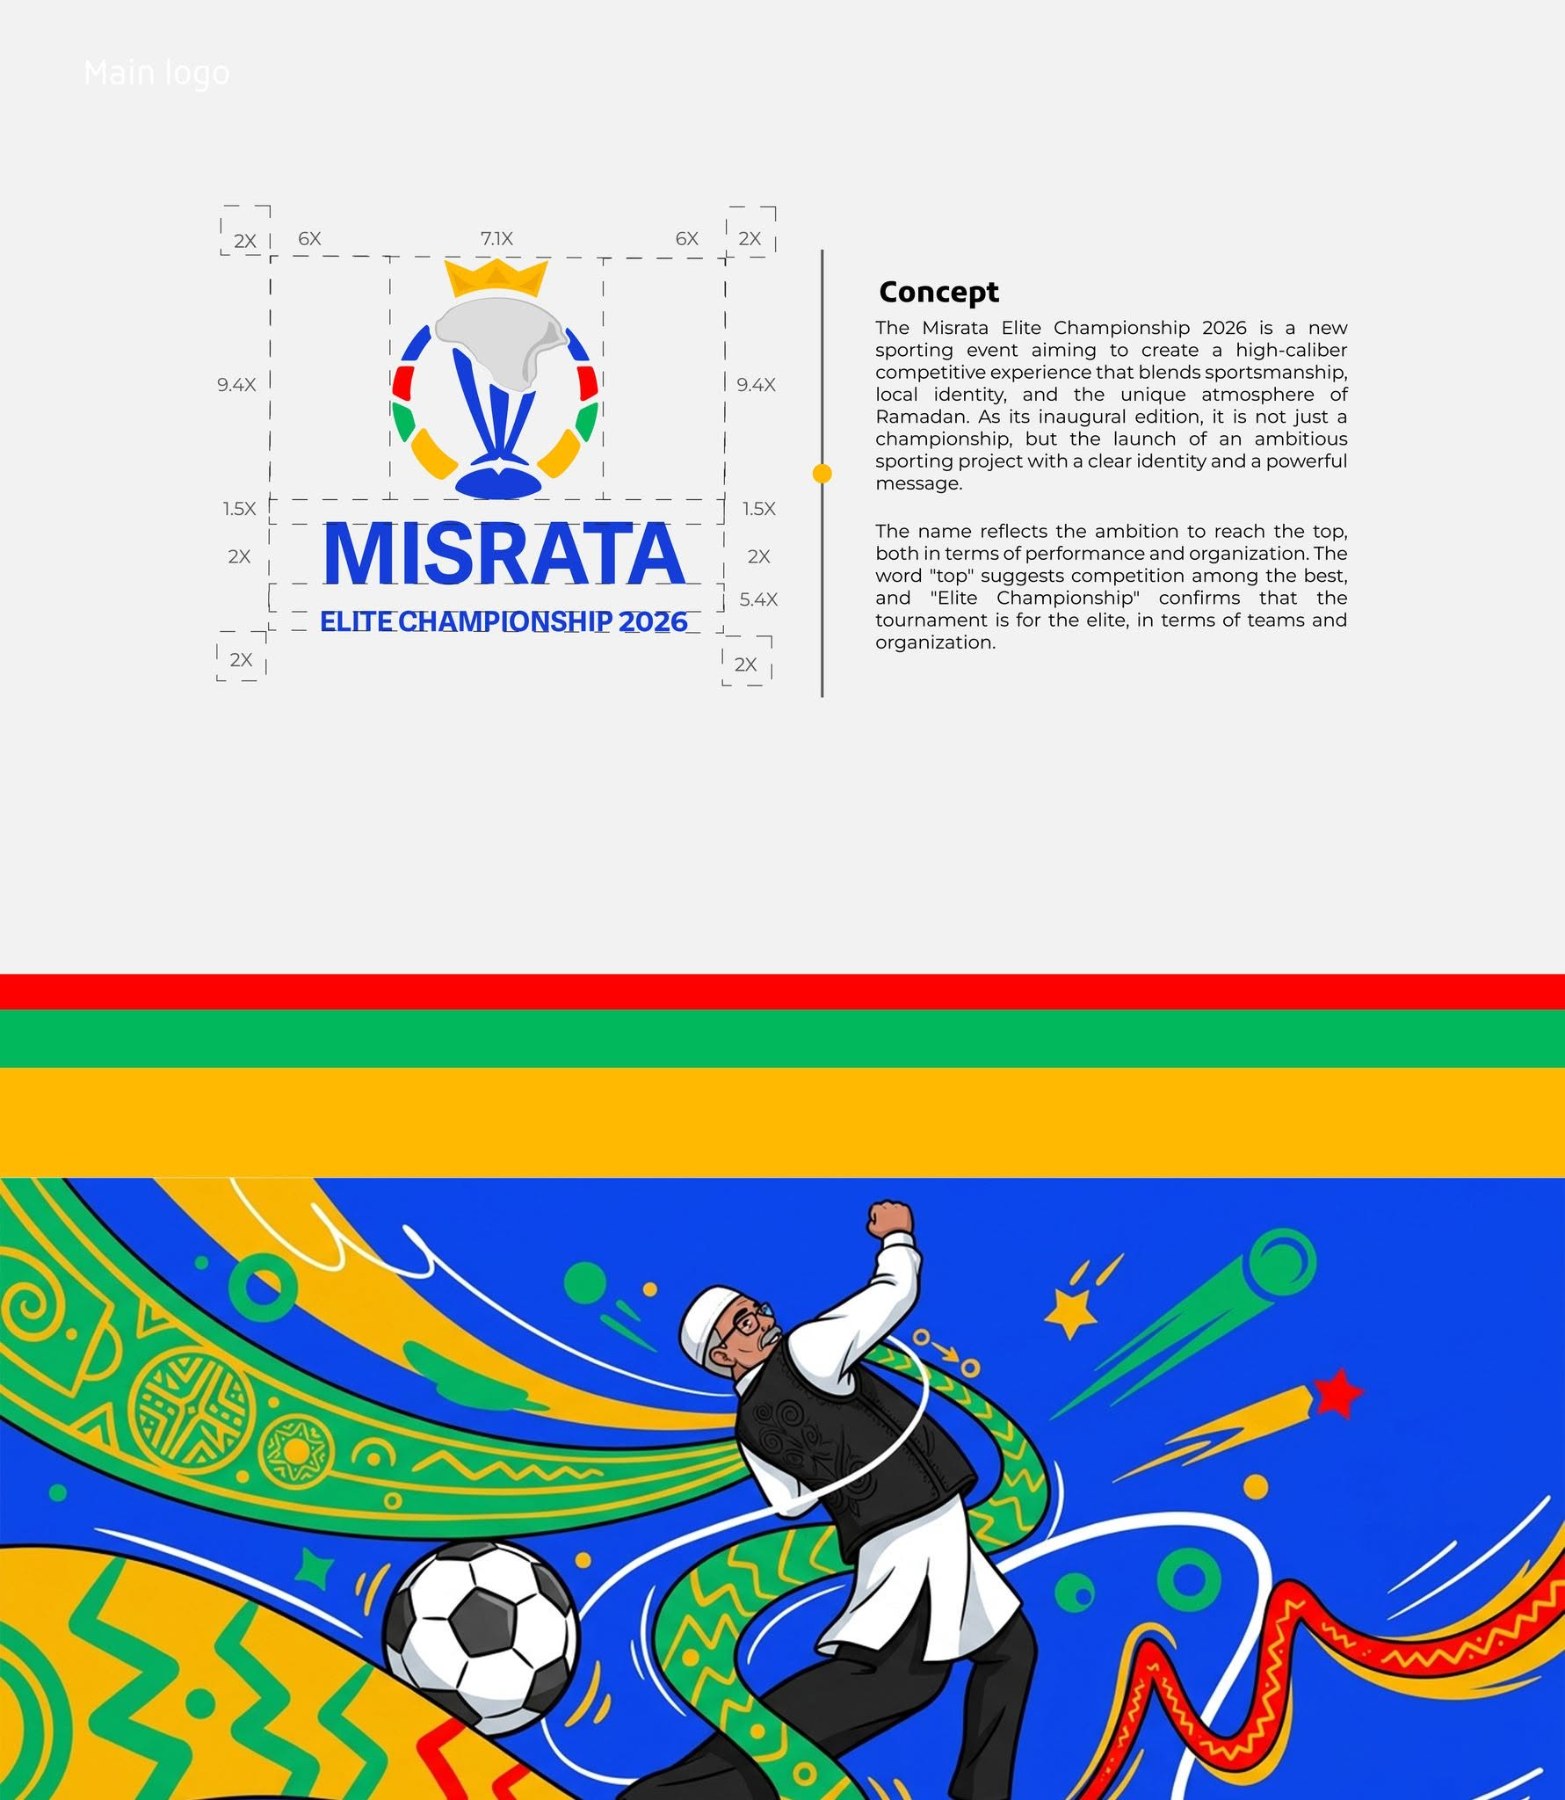 Main logo
2X 6X 7.1X 6X 2X
9.4X 9.4X
1.5X 1.5X
MISRATA
2X 2X
5.4X
ELITE CHAMPIONSHIP 2026
2X 2X
Concept
The Misrata Elite Championship 2026 is a new
sporting event aiming to create a high-caliber
competitive experience that blends sportsmanship,
local identity, and the unique atmosphere of
Ramadan. As its inaugural edition, it is not just a
championship, but the launch of an ambitious
sporting project with a clear identity and a powerful
message.
The name reflects the ambition to reach the top,
both in terms of performance and organization. The
word "top" suggests competition among the best,
and "Elite Championship" confirms that the
tournament is for the elite, in terms of teams and
organization.